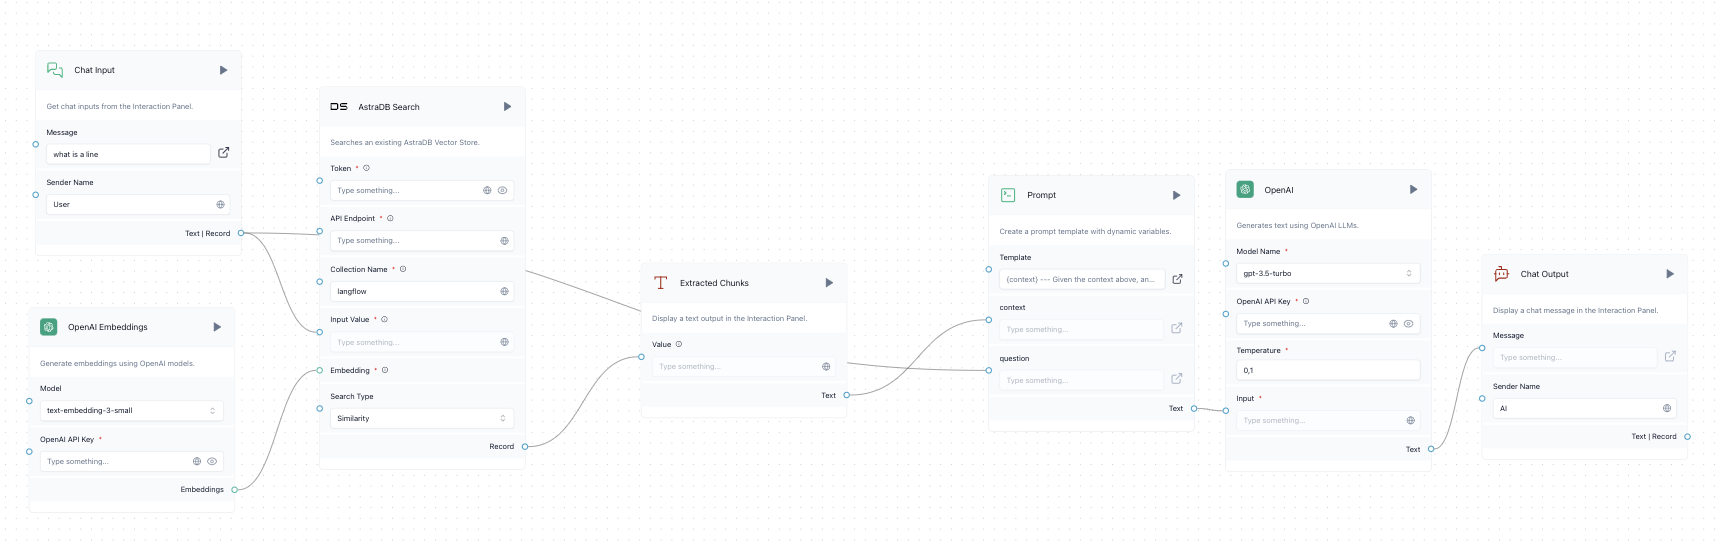 Chat Input
Get chat inputs from the Interaction Panel.
Message
what is a line
Sender Name
User
Text | Record
OpenAI Embeddings
Generate embeddings using OpenAI models.
Model
text-embedding-3-small
OpenAI API Key *
Type something...
Embeddings
DS AstraDB Search
Searches an existing AstraDB Vector Store.
Token *
Type something...
API Endpoint *
Type something...
Collection Name *
langflow
Input Value *
Type something...
Embedding *
Search Type
Similarity
Record
Extracted Chunks
Display a text output in the Interaction Panel.
Value
Type something...
Text
Prompt
Create a prompt template with dynamic variables.
Template
{context} --- Given the context above, an...
context
Type something...
question
Type something...
Text
OpenAI
Generates text using OpenAI LLMs.
Model Name *
gpt-3.5-turbo
OpenAI API Key *
Type something...
Temperature *
0,1
Input *
Type something...
Text
Chat Output
Display a chat message in the Interaction Panel.
Message
Type something...
Sender Name
AI
Text | Record